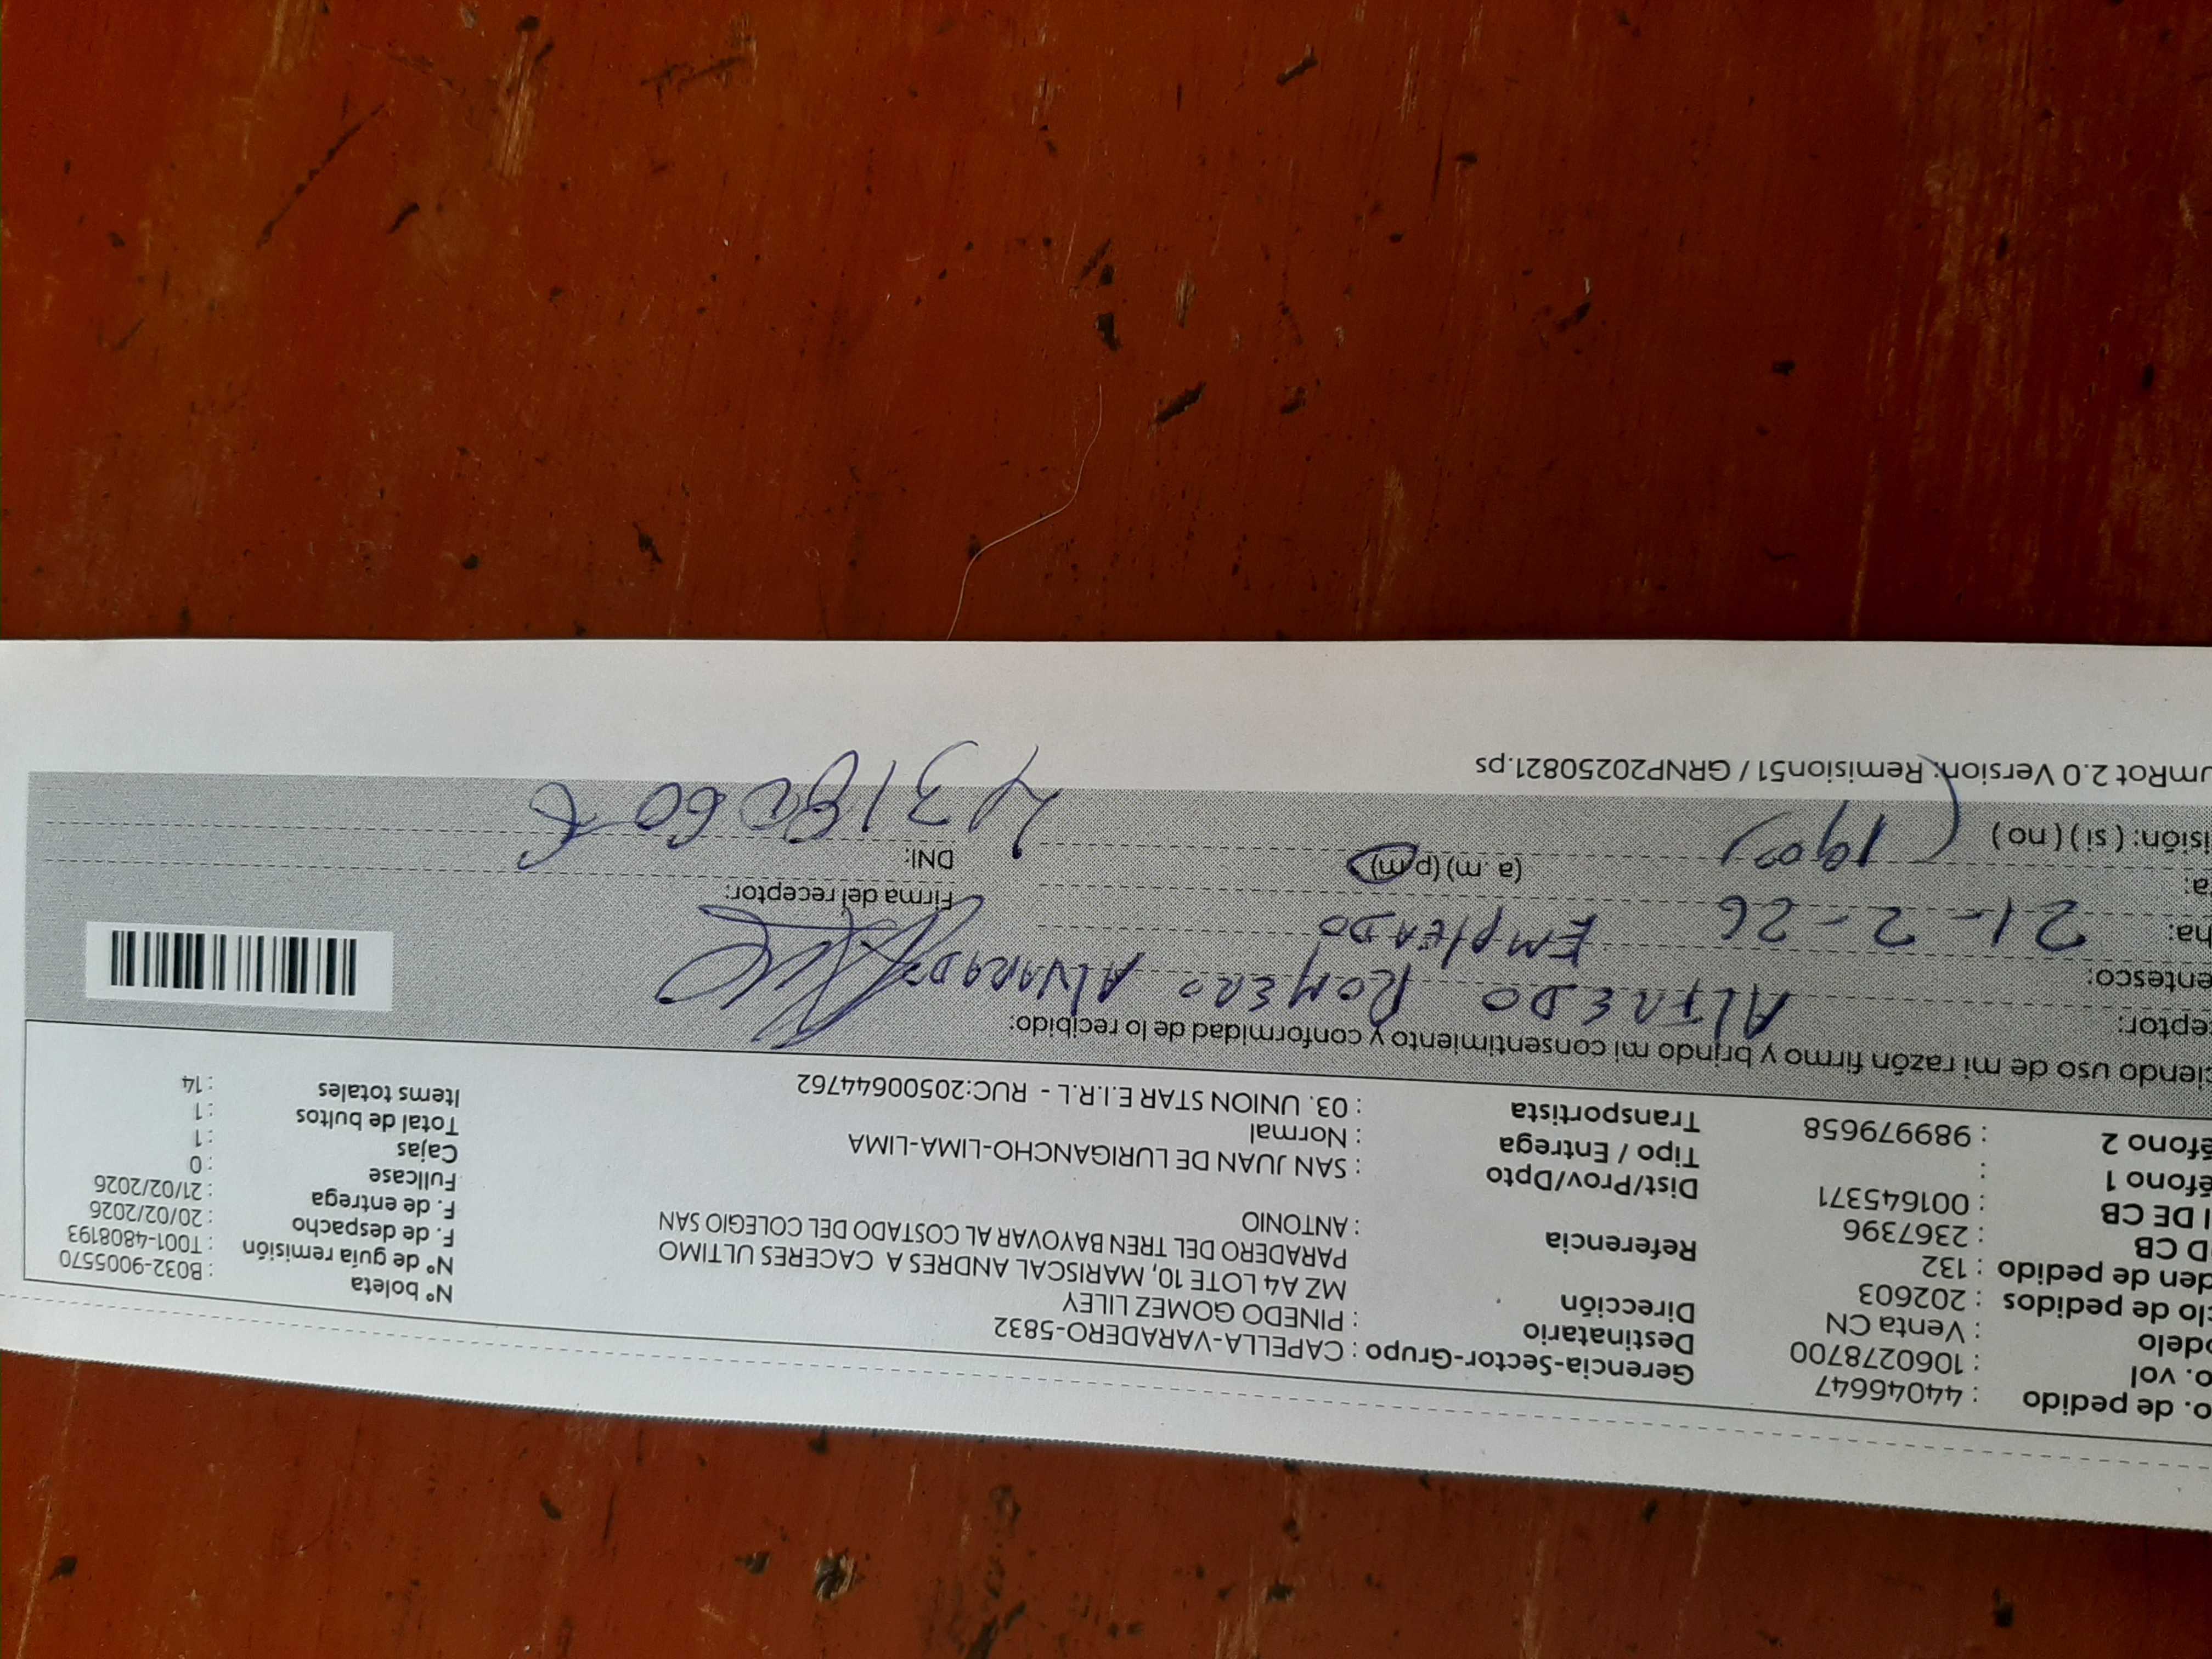 o. de pedido : 44046647 Gerencia-Sector-Grupo : CAPELLA-VARADERO-5832 N° boleta : B032-9005570
o. vol : 1060278700 Destinatario : PINEDO GOMEZ LILEY N° de guía remisión : T001-4808193
odelo : Venta CN Dirección MZ A4 LOTE 10, MARISCAL ANDRES A CACERES ULTIMO F. de despacho : 20/02/2026
clo de pedidos : 202603 PARADERO DEL TREN BAYOVAR AL COSTADO DEL COLEGIO SAN F. de entrega : 21/02/2026
den de pedido : 132 Referencia : ANTONIO Fullcase : 0
D CB : 2367396 Dist/Prov/Dpto : SAN JUAN DE LURIGANCHO-LIMA-LIMA Cajas : 1
I DE CB : 001645371 Tipo / Entrega : Normal Total de bultos : 1
éfono 1 : Transportista : 03. UNION STAR E.I.R.L - RUC:20500644762 Items totales : 14
éfono 2 : 989979658
ciendo uso de mi razón firmo y brindo mi consentimiento y conformidad de lo recibido:
ceptor: ALFREDO ROMERO ALVARADO
entesco: EMPLEADO Firma del receptor:
ha: 21-2-26
a: (a. m) (p.m) DNI:
isión: ( si ) ( no )
umRot 2.0 Version: Remision51 / GRNP20250821.ps